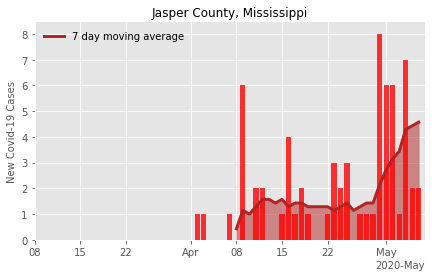 Jasper County, Mississippi
7 day moving average
New Covid-19 Cases
8
7
6
5
4
3
2
1
0
08 15 22 Apr 08 15 22 May
2020-May